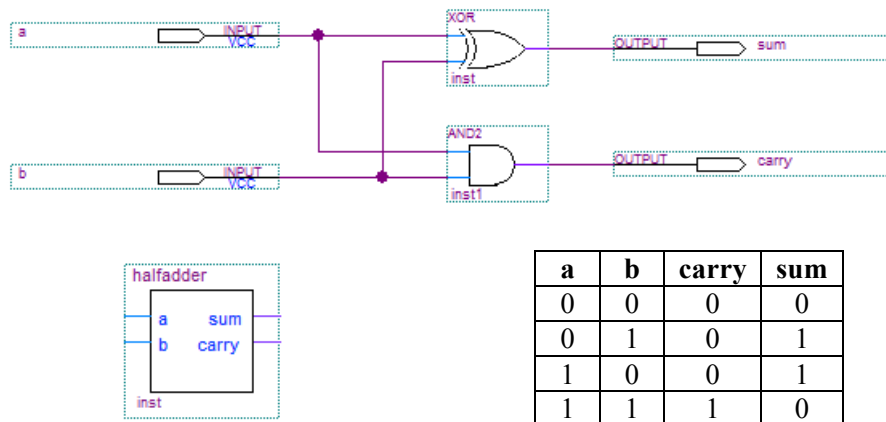 XOR
a INPUT VCC OUTPUT sum
inst
AND2
b INPUT VCC OUTPUT carry
inst1
halfadder
a sum
b carry
inst
a b carry sum
0 0 0 0
0 1 0 1
1 0 0 1
1 1 1 0